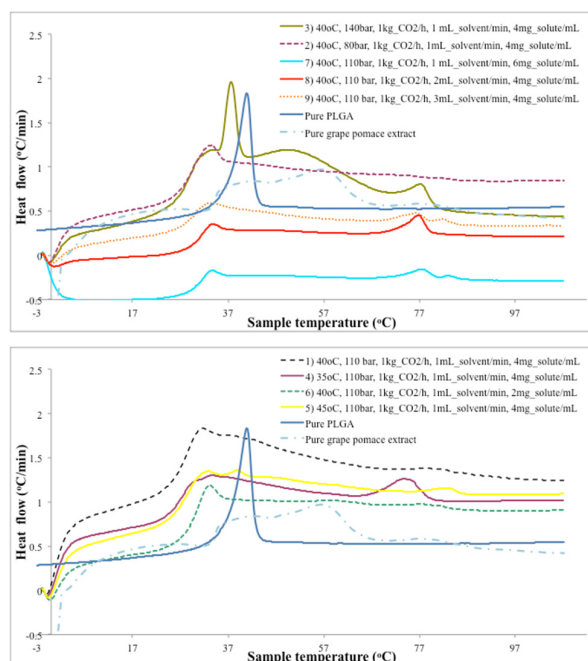 3) 40oC, 140bar, 1kg_CO2/h, 1 mL_solvent/min, 4mg_solute/mL
2) 40oC, 80bar, 1kg_CO2/h, 1mL_solvent/min, 4mg_solute/mL
7) 40oC, 110bar, 1kg_CO2/h, 1 mL_solvent/min, 6mg_solute/mL
8) 40oC, 110 bar, 1kg_CO2/h, 2mL_solvent/min, 4mg_solute/mL
9) 40oC, 110 bar, 1kg_CO2/h, 3mL_solvent/min, 4mg_solute/mL
Pure PLGA
Pure grape pomace extract
Heat flow (°C/min)
2.5
2
1.5
1
0.5
0
-0.5
-3 17 37 57 77 97
Sample temperature (°C)
1) 40oC, 110 bar, 1kg_CO2/h, 1mL_solvent/min, 4mg_solute/mL
4) 35oC, 110bar, 1kg_CO2/h, 1mL_solvent/min, 4mg_solute/mL
6) 40oC, 110bar, 1kg_CO2/h, 1mL_solvent/min, 2mg_solute/mL
5) 45oC, 110bar, 1kg_CO2/h, 1mL_solvent/min, 4mg_solute/mL
Pure PLGA
Pure grape pomace extract
Heat flow (°C/min)
2.5
2
1.5
1
0.5
0
-0.5
-3 17 37 57 77 97
Sample temperature (°C)